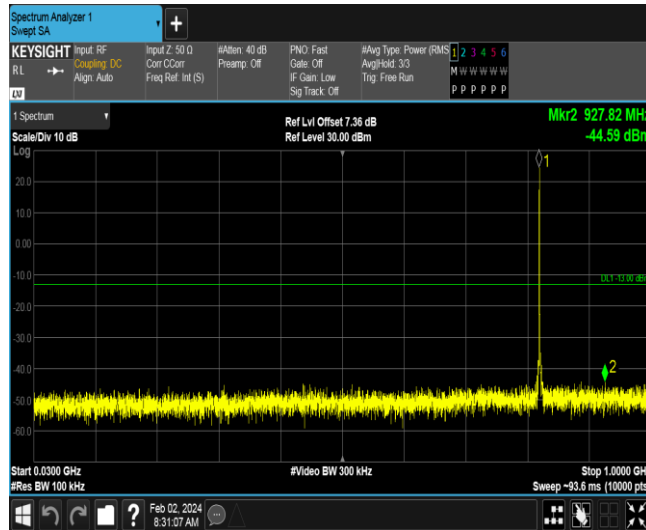 Spectrum Analyzer 1
Swept SA
KEYSIGHT
RL
LXI
Input: RF
Coupling: DC
Align: Auto
Input Z: 50 Ω
Corr CCorr
Freq Ref: Int (S)
#Atten: 40 dB
Preamp: Off
PNO: Fast
Gate: Off
IF Gain: Low
Sig Track: Off
#Avg Type: Power (RMS
Avg|Hold: 3/3
Trig: Free Run
1 2 3 4 5 6
M W W W W W
P P P P P P
1 Spectrum
Scale/Div 10 dB
Log
Ref Lvl Offset 7.36 dB
Ref Level 30.00 dBm
Mkr2 927.82 MHz
-44.59 dBm
1
20.0
10.0
0.00
-10.0
DL1 -13.00 dB
-20.0
-30.0
-40.0
2
-50.0
-60.0
Start 0.0300 GHz
#Res BW 100 kHz
#Video BW 300 kHz
Stop 1.0000 GH
Sweep ~93.6 ms (10000 pts
?
Feb 02, 2024
8:31:07 AM